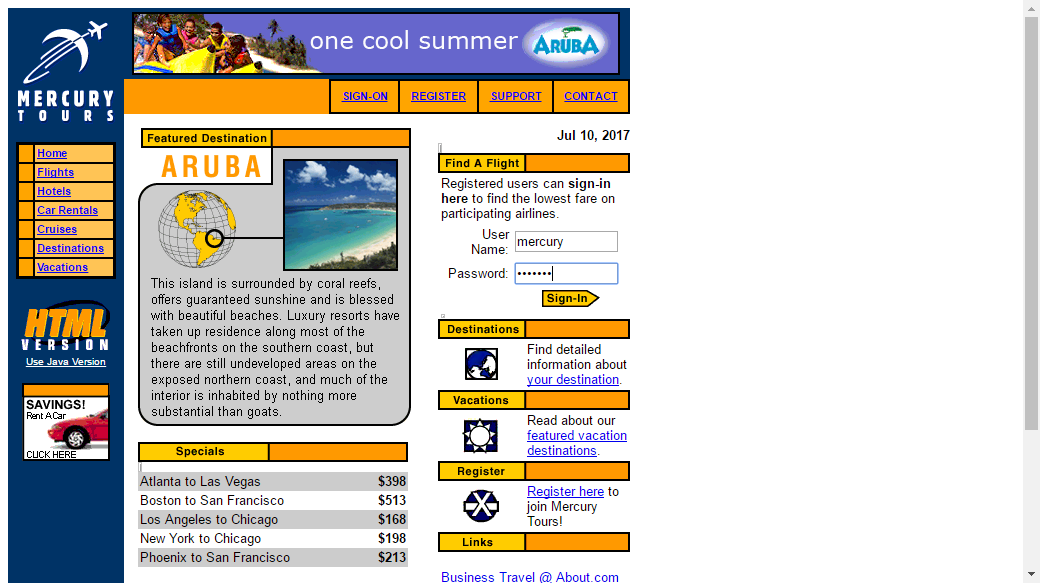 one cool summer ARUBA
MERCURY
TOURS
SIGN-ON REGISTER SUPPORT CONTACT
Home
Flights
Hotels
Car Rentals
Cruises
Destinations
Vacations
HTML
VERSION
Use Java Version
SAVINGS!
Rent A Car
CLICK HERE
Featured Destination
ARUBA
This island is surrounded by coral reefs,
offers guaranteed sunshine and is blessed
with beautiful beaches. Luxury resorts have
taken up residence along most of the
beachfronts on the southern coast, but
there are still undeveloped areas on the
exposed northern coast, and much of the
interior is inhabited by nothing more
substantial than goats.
Specials
Atlanta to Las Vegas $398
Boston to San Francisco $513
Los Angeles to Chicago $168
New York to Chicago $198
Phoenix to San Francisco $213
Jul 10, 2017
Find A Flight
Registered users can sign-in
here to find the lowest fare on
participating airlines.
User
Name: mercury
Password: •••••••
Sign-In
Destinations
Find detailed
information about
your destination.
Vacations
Read about our
featured vacation
destinations.
Register
Register here to
join Mercury
Tours!
Links
Business Travel @ About.com